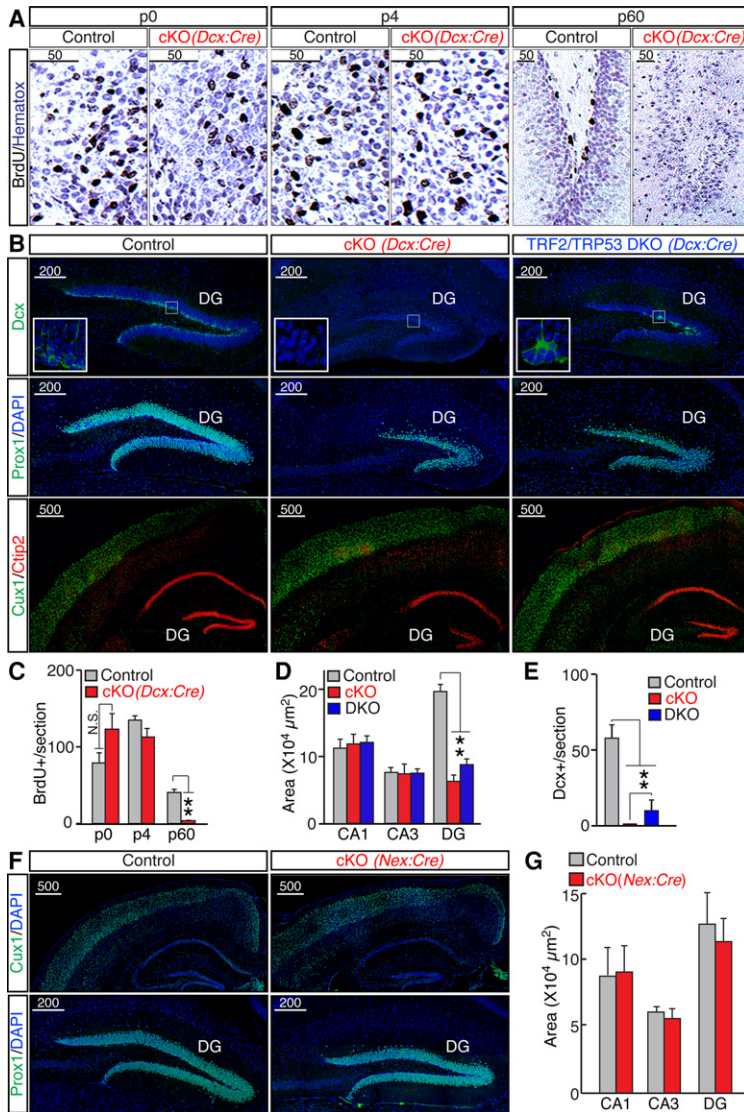 A
p0
p4
p60
Control
cKO(Dcx:Cre)
Control
cKO(Dcx:Cre)
Control
cKO(Dcx:Cre)
BrdU/Hematox
50
50
50
50
50
50
B
Control
cKO (Dcx:Cre)
TRF2/TRP53 DKO (Dcx:Cre)
Dcx
200
DG
200
DG
200
DG
Prox1/DAPI
200
DG
200
DG
200
DG
Cux1/Ctip2
500
DG
500
DG
500
DG
C
BrdU+/section
200
100
0
Control
cKO(Dcx:Cre)
N.S.
**
p0 p4 p60
D
Area (X10⁴ μm²)
20
10
0
Control
cKO
DKO
**
CA1 CA3 DG
E
Dcx+/section
100
50
0
Control
cKO
DKO
**
F
Control
cKO (Nex:Cre)
Cux1/DAPI
500
500
Prox1/DAPI
200
DG
200
DG
G
Control
cKO(Nex:Cre)
Area (X10⁴ μm²)
15
10
5
0
CA1 CA3 DG